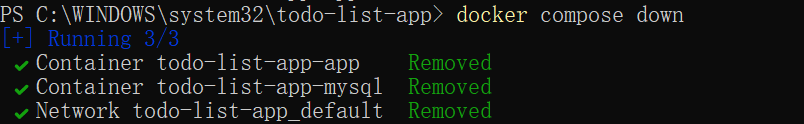 PS C:\WINDOWS\system32\todo-list-app> docker compose down
[+] Running 3/3
✔ Container todo-list-app-app    Removed
✔ Container todo-list-app-mysql  Removed
✔ Network todo-list-app_default  Removed